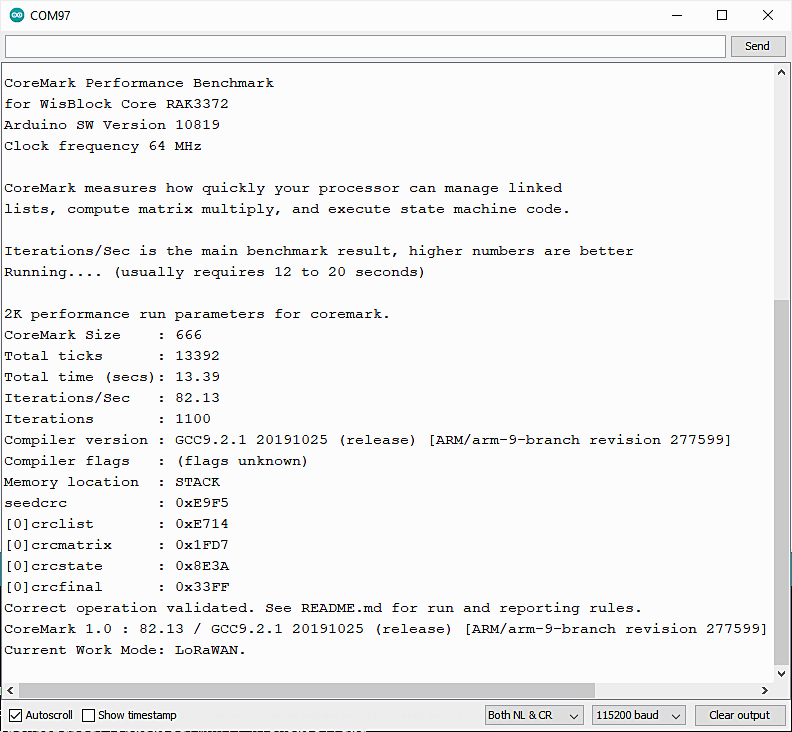 COM97
Send
CoreMark Performance Benchmark
for WisBlock Core RAK3372
Arduino SW Version 10819
Clock frequency 64 MHz
CoreMark measures how quickly your processor can manage linked
lists, compute matrix multiply, and execute state machine code.
Iterations/Sec is the main benchmark result, higher numbers are better
Running.... (usually requires 12 to 20 seconds)
2K performance run parameters for coremark.
CoreMark Size    : 666
Total ticks      : 13392
Total time (secs): 13.39
Iterations/Sec   : 82.13
Iterations       : 1100
Compiler version : GCC9.2.1 20191025 (release) [ARM/arm-9-branch revision 277599]
Compiler flags   : (flags unknown)
Memory location  : STACK
seedcrc          : 0xE9F5
[0]crclist       : 0xE714
[0]crcmatrix     : 0x1FD7
[0]crcstate      : 0x8E3A
[0]crcfinal      : 0x33FF
Correct operation validated. See README.md for run and reporting rules.
CoreMark 1.0 : 82.13 / GCC9.2.1 20191025 (release) [ARM/arm-9-branch revision 277599]
Current Work Mode: LoRaWAN.
Autoscroll Show timestamp Both NL & CR 115200 baud Clear output